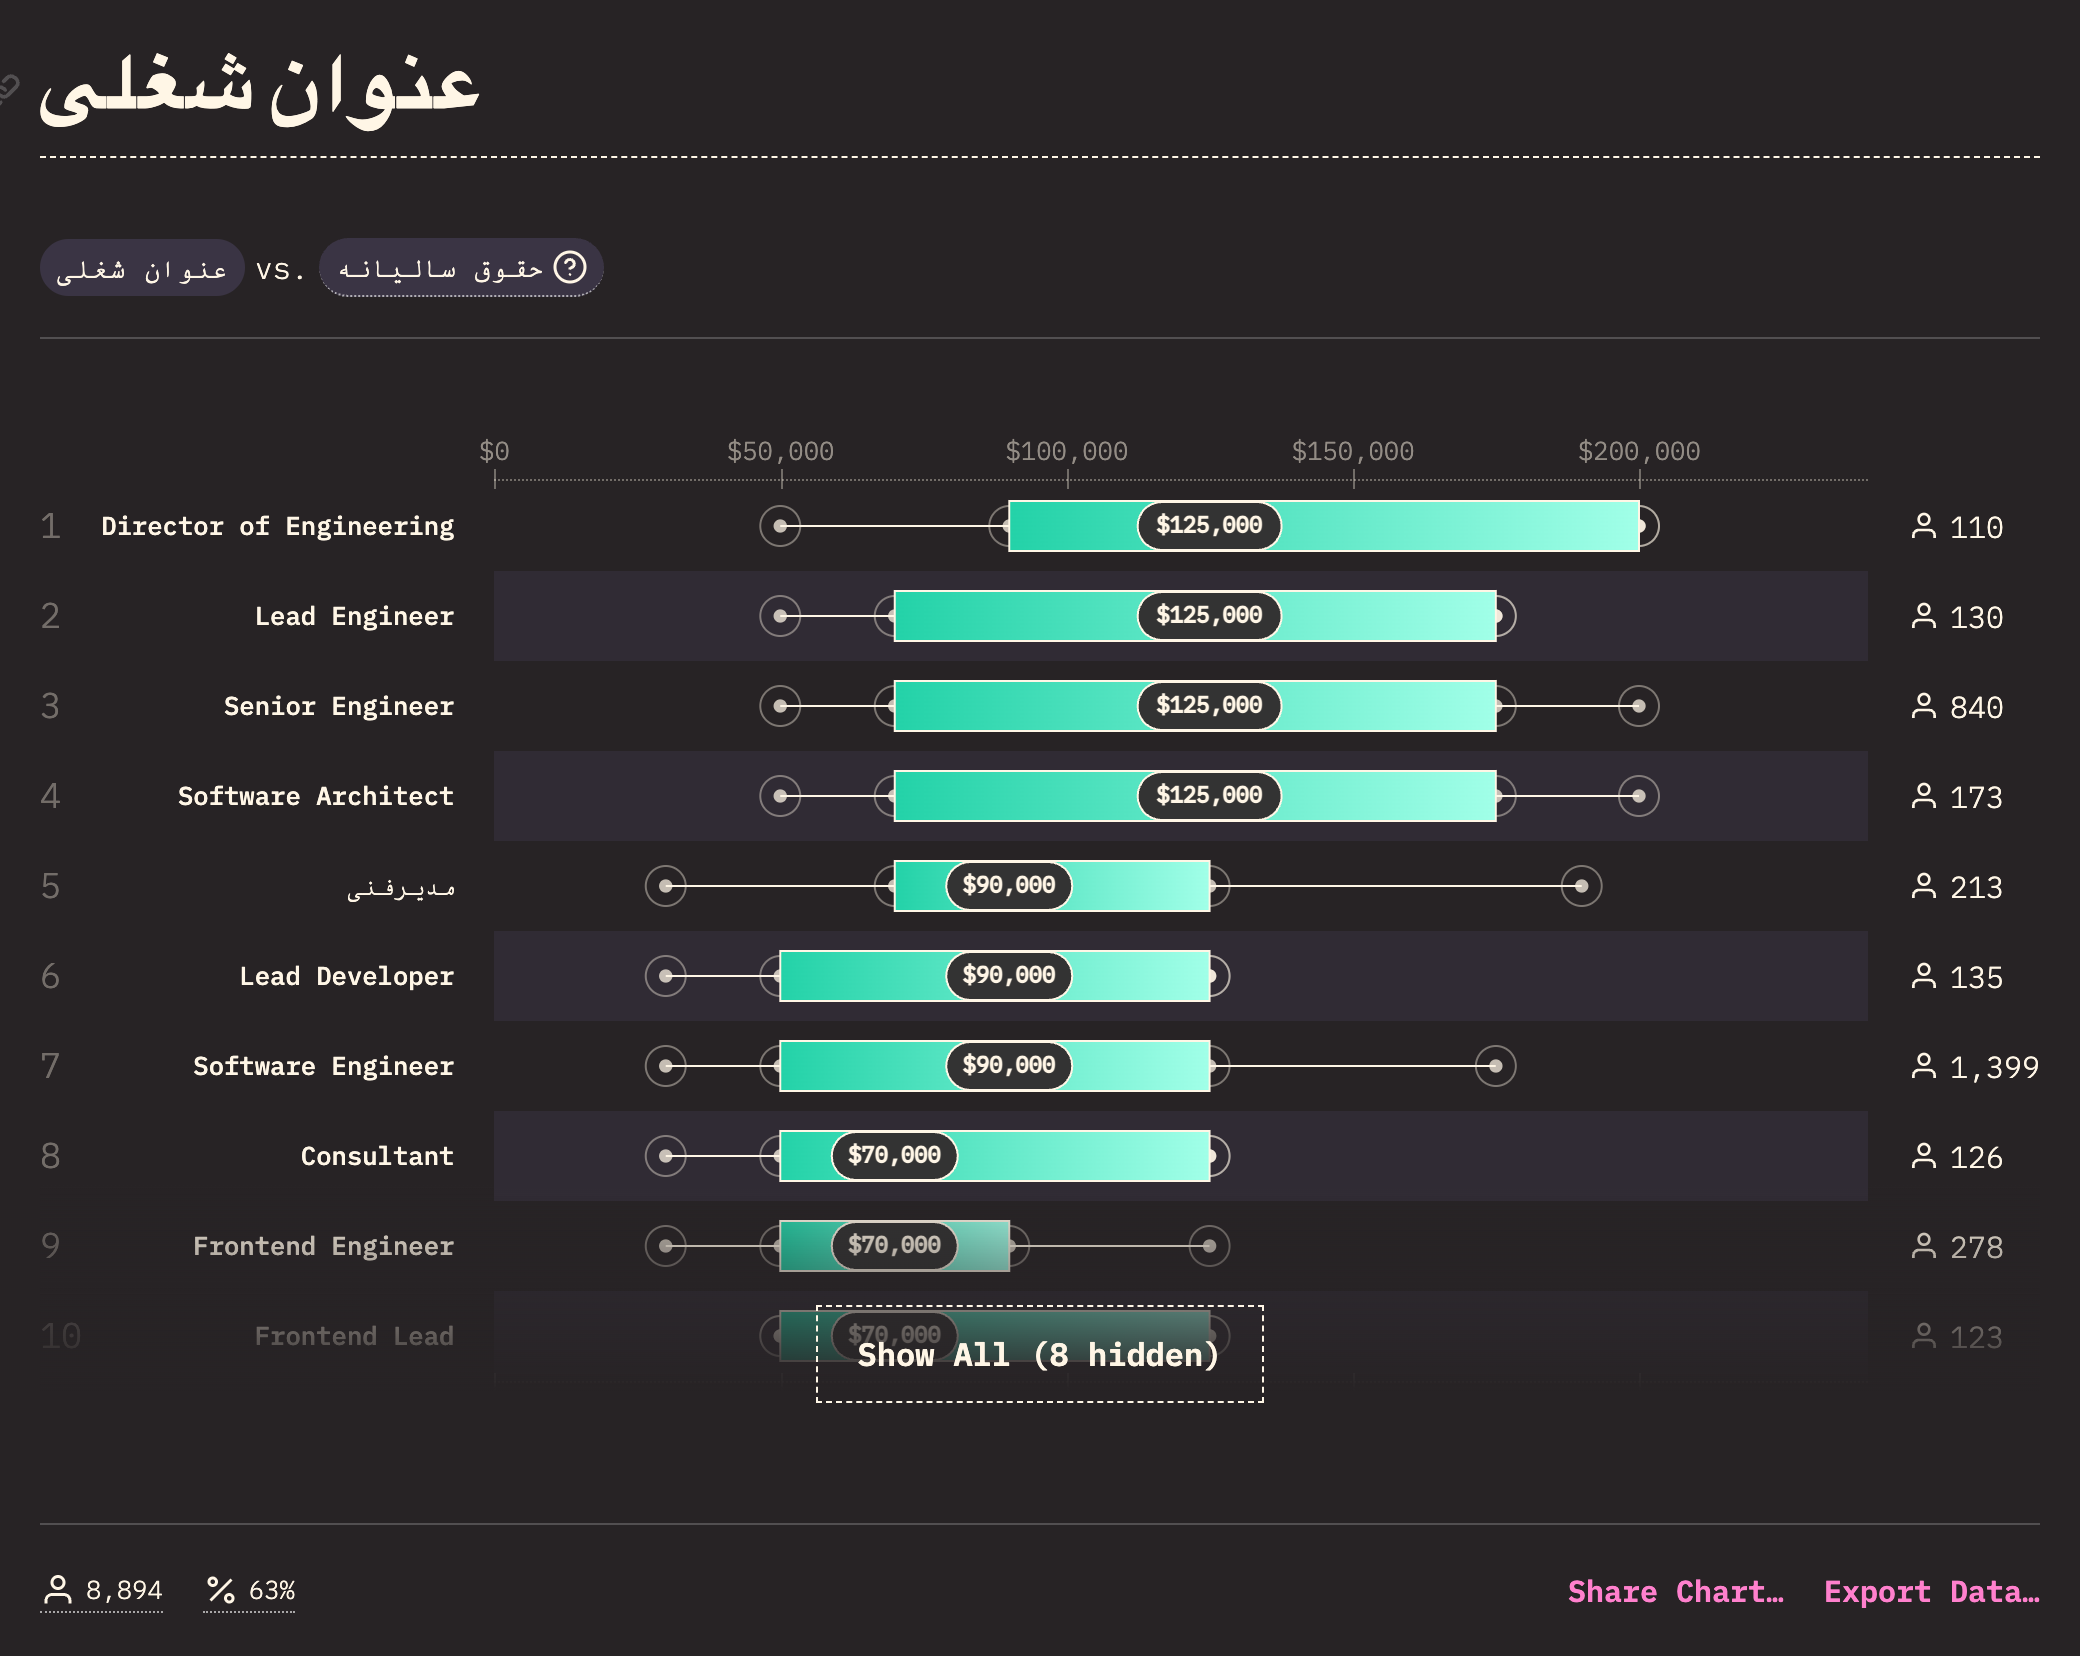 عنوان شغلی
عنوان شغلی vs. حقوق سالیانه
$0 $50,000 $100,000 $150,000 $200,000
1 Director of Engineering $125,000 110
2 Lead Engineer $125,000 130
3 Senior Engineer $125,000 840
4 Software Architect $125,000 173
5 مدیرفنی $90,000 213
6 Lead Developer $90,000 135
7 Software Engineer $90,000 1,399
8 Consultant $70,000 126
9 Frontend Engineer $70,000 278
10 Frontend Lead $70,000 123
Show All (8 hidden)
8,894 63% Share Chart… Export Data…